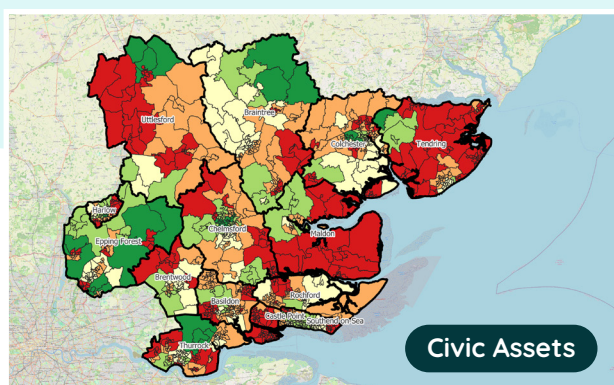 Uttlesford
Braintree
Colchester
Tendring
Harlow
Chelmsford
Epping Forest
Maldon
Brentwood
Rochford
Basildon
Castle Point
Southend on Sea
Thurrock
Civic Assets